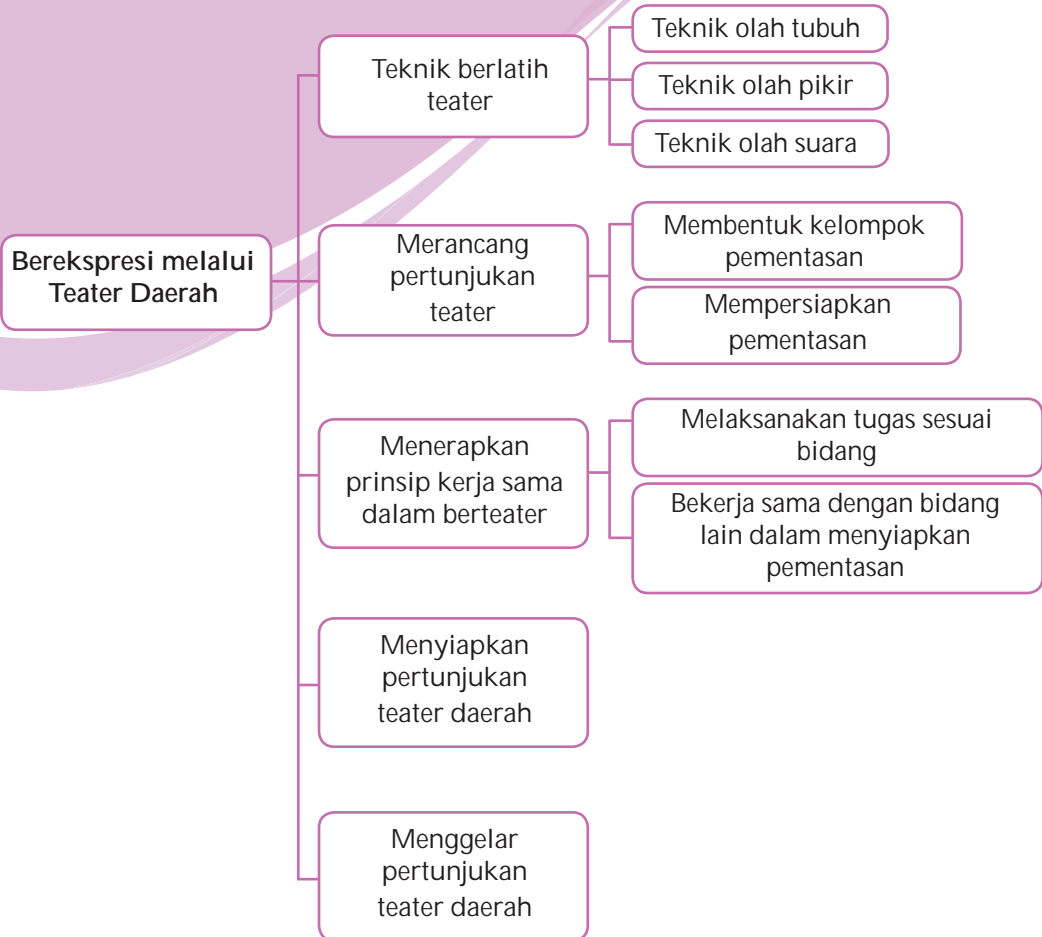 Berekspresi melalui
Teater Daerah
Teknik berlatih
teater
Teknik olah tubuh
Teknik olah pikir
Teknik olah suara
Merancang
pertunjukan
teater
Membentuk kelompok
pementasan
Mempersiapkan
pementasan
Menerapkan
prinsip kerja sama
dalam berteater
Melaksanakan tugas sesuai
bidang
Bekerja sama dengan bidang
lain dalam menyiapkan
pementasan
Menyiapkan
pertunjukan
teater daerah
Menggelar
pertunjukan
teater daerah